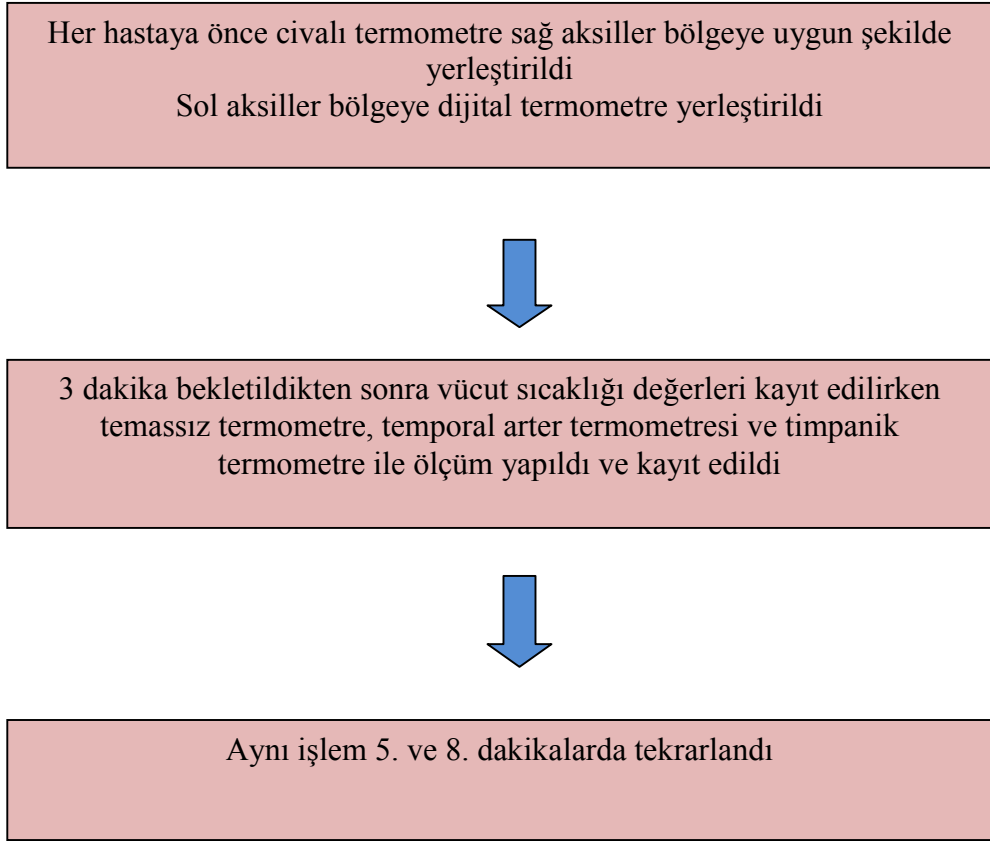 Her hastaya önce civalı termometre sağ aksiller bölgeye uygun şekilde
yerleştirildi
Sol aksiller bölgeye dijital termometre yerleştirildi
3 dakika bekletildikten sonra vücut sıcaklığı değerleri kayıt edilirken
temassız termometre, temporal arter termometresi ve timpanik
termometre ile ölçüm yapıldı ve kayıt edildi
Aynı işlem 5. ve 8. dakikalarda tekrarlandı